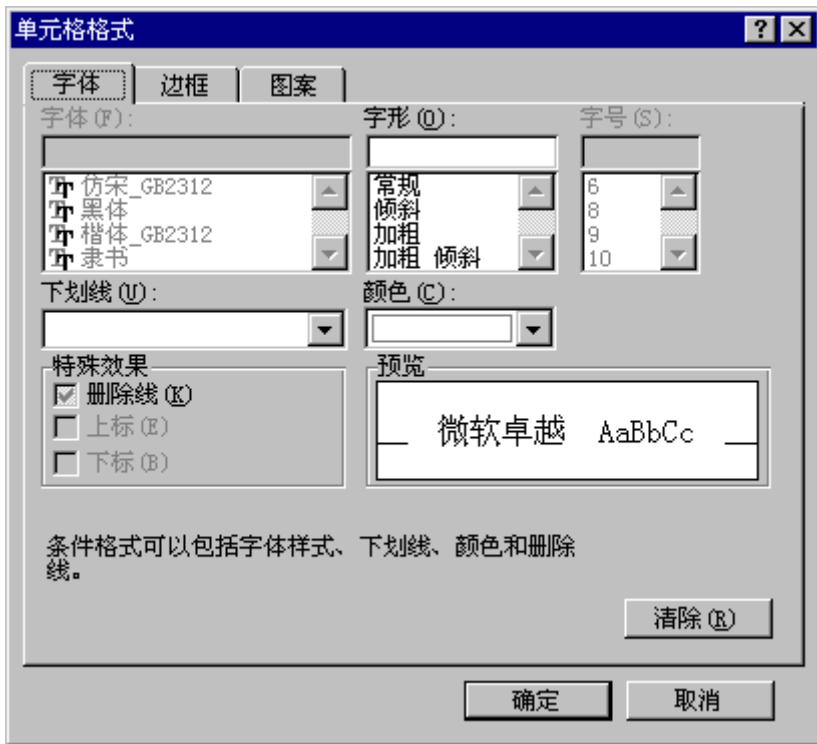 单元格格式
字体 边框 图案
字体(F): 字形(O): 字号(S):
仿宋_GB2312 常规 6
黑体 倾斜 8
楷体_GB2312 加粗 9
隶书 加粗 倾斜 10
下划线(U): 颜色(C):
特殊效果 预览
删除线(K)
上标(E)
下标(B)
微软卓越 AaBbCc
条件格式可以包括字体样式、下划线、颜色和删除
线。
清除(R)
确定 取消